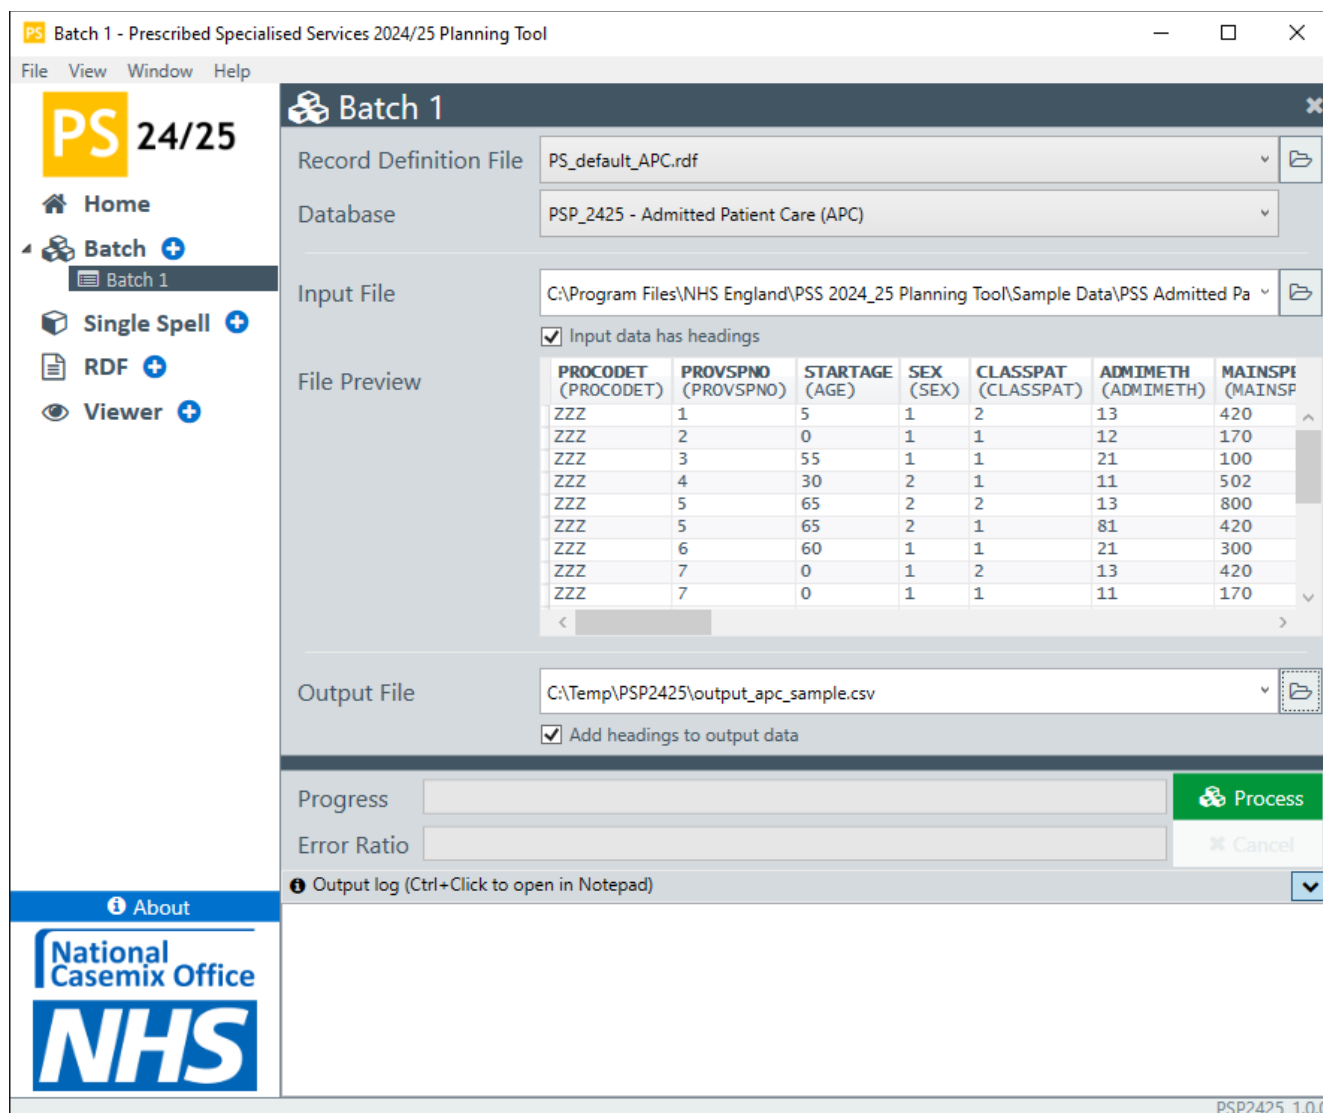 PS Batch 1 - Prescribed Specialised Services 2024/25 Planning Tool
File View Window Help
PS 24/25
Home
Batch
Batch 1
Single Spell
RDF
Viewer
About
National
Casemix Office
NHS
Batch 1
Record Definition File PS_default_APC.rdf
Database PSP_2425 - Admitted Patient Care (APC)
Input File C:\Program Files\NHS England\PSS 2024_25 Planning Tool\Sample Data\PSS Admitted Pa
Input data has headings
File Preview
PROCODET PROVSPNO STARTAGE SEX CLASSPAT ADMIMETH MAINSPE
(PROCODET) (PROVSPNO) (AGE) (SEX) (CLASSPAT) (ADMIMETH) (MAINSP
ZZZ 1 5 1 2 13 420
ZZZ 2 0 1 1 12 170
ZZZ 3 55 1 1 21 100
ZZZ 4 30 2 1 11 502
ZZZ 5 65 2 2 13 800
ZZZ 5 65 2 1 81 420
ZZZ 6 60 1 1 21 300
ZZZ 7 0 1 2 13 420
ZZZ 7 0 1 1 11 170
Output File C:\Temp\PSP2425\output_apc_sample.csv
Add headings to output data
Progress Process
Error Ratio Cancel
Output log (Ctrl+Click to open in Notepad)
PSP2425 1.0.0